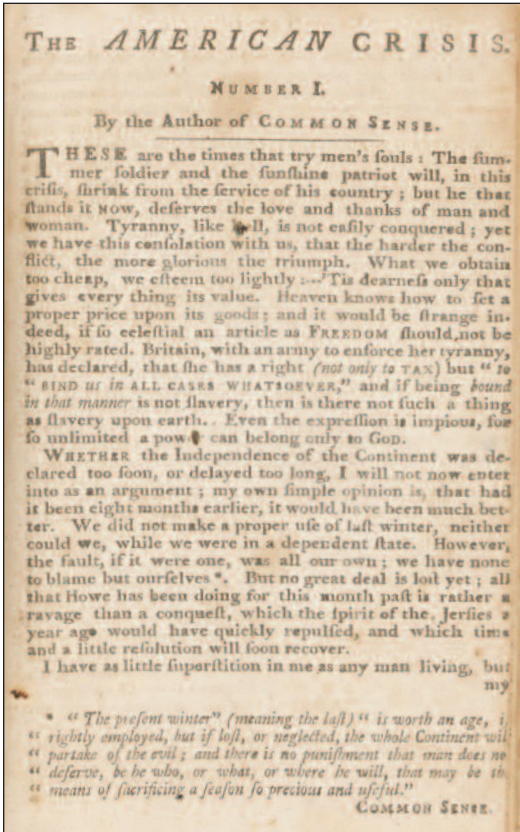 THE AMERICAN CRISIS.
NUMBER I.
By the Author of COMMON SENSE.
THESE are the times that try men's ſouls : The ſum-
mer ſoldier and the ſunſhine patriot will, in this
criſis, ſhrink from the ſervice of his country ; but he that
ſtands it NOW, deſerves the love and thanks of man and
woman. Tyranny, like hell, is not eaſily conquered ; yet
we have this conſolation with us, that the harder the con-
flict, the more glorious the triumph. What we obtain
too cheap, we eſteem too lightly :---'Tis dearneſs only that
gives every thing its value. Heaven knows how to ſet a
proper price upon its goods; and it would be ſtrange in-
deed, if ſo celeſtial an article as FREEDOM ſhould not be
highly rated. Britain, with an army to enforce her tyranny,
has declared, that ſhe has a right (not only to TAX) but " to
" BIND us in ALL CASES WHATSOEVER," and if being bound
in that manner is not ſlavery, then is there not ſuch a thing
as ſlavery upon earth. Even the expreſſion is impious, for
ſo unlimited a power can belong only to GOD.
WHETHER the Independence of the Continent was de-
clared too ſoon, or delayed too long, I will not now enter
into as an argument ; my own ſimple opinion is, that had
it been eight months earlier, it would have been much bet-
ter. We did not make a proper uſe of laſt winter, neither
could we, while we were in a dependent ſtate. However,
the fault, if it were one, was all our own ; we have none
to blame but ourſelves *. But no great deal is loſt yet ; all
that Howe has been doing for this month paſt is rather a
ravage than a conqueſt, which the ſpirit of the Jerſies a
year ago would have quickly repulſed, and which time
and a little reſolution will ſoon recover.
I have as little ſuperſtition in me as any man living, but
my
* " The preſent winter" (meaning the laſt) " is worth an age, if
" rightly employed, but if loſt, or neglected, the whole Continent will
" partake of the evil ; and there is no puniſhment that man does no
" deſerve, be he who, or what, or where he will, that may be th
" means of ſacrificing a ſeaſon ſo precious and uſeful."
COMMON SENSE.